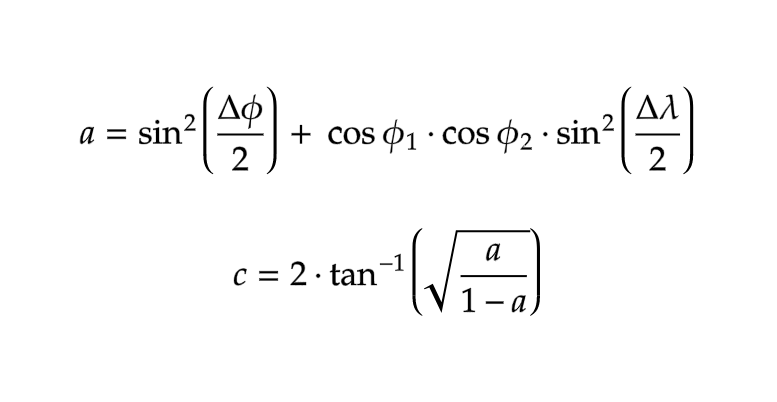 a = sin²(Δϕ/2) + cos ϕ₁ · cos ϕ₂ · sin²(Δλ/2)
c = 2 · tan⁻¹(√(a/(1 − a)))